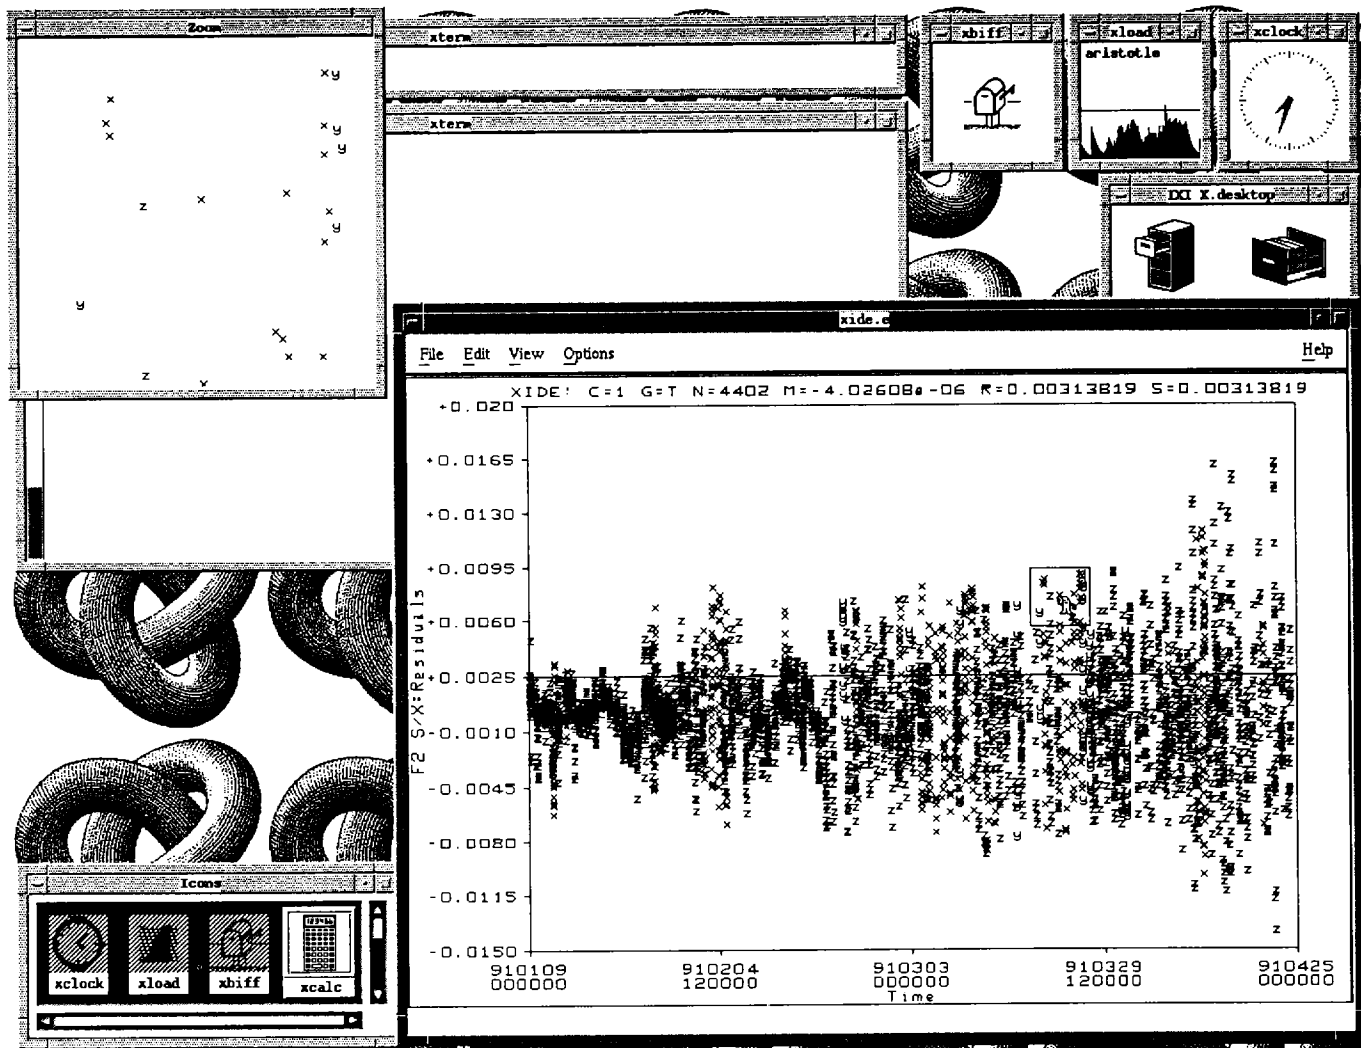 Zoom
xterm
xbiff
xload
xclock
aristotle
xterm
IXI X.desktop
xide.e
File Edit View Options Help
XIDE: C=1 G=T N=4402 M=-4.02608e-06 R=0.00313819 S=0.00313819
+0.020
+0.0165
+0.0130
+0.0095
+0.0060
+0.0025
-0.0010
-0.0045
-0.0080
-0.0115
-0.0150
F2 S/X=Residuals
910109 910204 910303 910329 910425
000000 120000 000000 120000 000000
Time
Icons
xclock xload xbiff xcalc